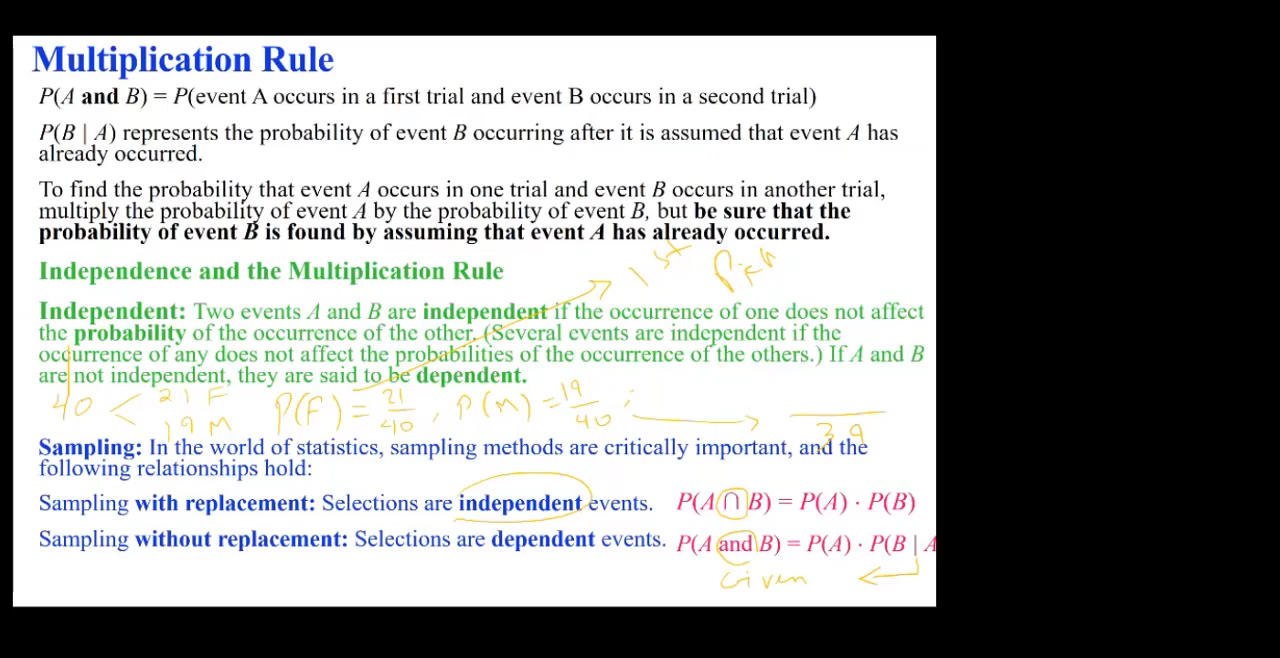 Multiplication Rule
P(A and B) = P(event A occurs in a first trial and event B occurs in a second trial)
P(B | A) represents the probability of event B occurring after it is assumed that event A has
already occurred.
To find the probability that event A occurs in one trial and event B occurs in another trial,
multiply the probability of event A by the probability of event B, but be sure that the
probability of event B is found by assuming that event A has already occurred.
1st Pick
Independence and the Multiplication Rule
Independent: Two events A and B are independent if the occurrence of one does not affect
the probability of the occurrence of the other. (Several events are independent if the
occurrence of any does not affect the probabilities of the occurrence of the others.) If A and B
are not independent, they are said to be dependent.
40 < 21 F
19 M
P(F) = 21/40 , P(M) = 19/40 ;
39
Sampling: In the world of statistics, sampling methods are critically important, and the
following relationships hold:
Sampling with replacement: Selections are independent events. P(A ∩ B) = P(A) · P(B)
Sampling without replacement: Selections are dependent events. P(A and B) = P(A) · P(B | A
Given